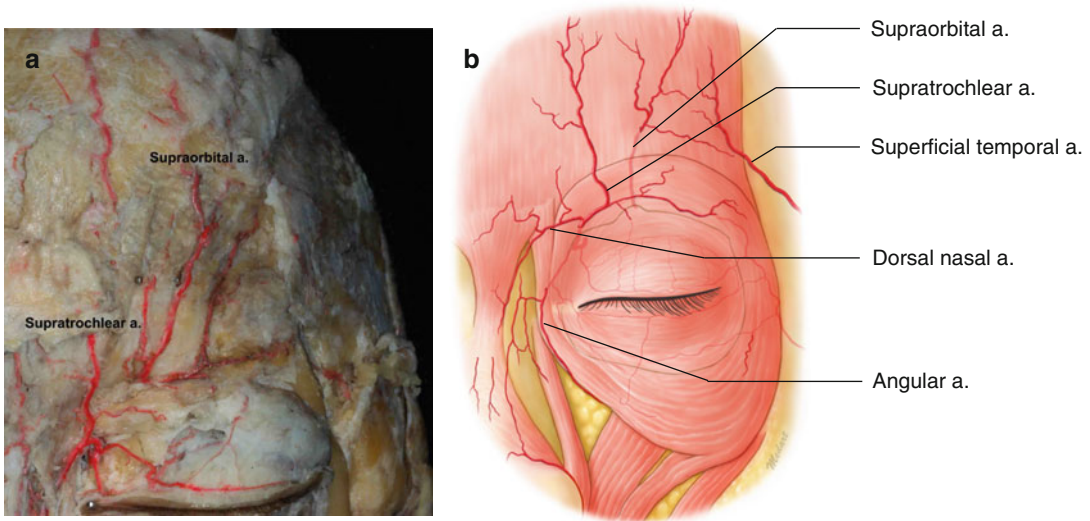 a
Supraorbital a.
Supratrochlear a.
b
Supraorbital a.
Supratrochlear a.
Superficial temporal a.
Dorsal nasal a.
Angular a.